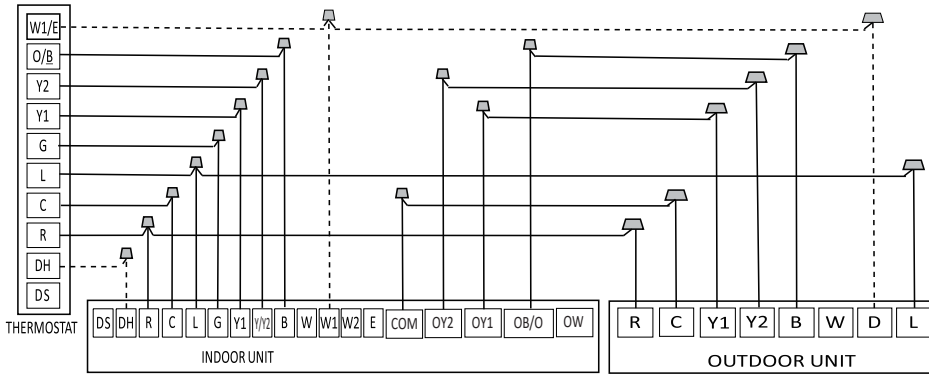 W1/E
O/B
Y2
Y1
G
L
C
R
DH
DS
THERMOSTAT
DS DH R C L G Y1 Y/Y2 B W W1 W2 E COM OY2 OY1 OB/O OW
INDOOR UNIT
R C Y1 Y2 B W D L
OUTDOOR UNIT